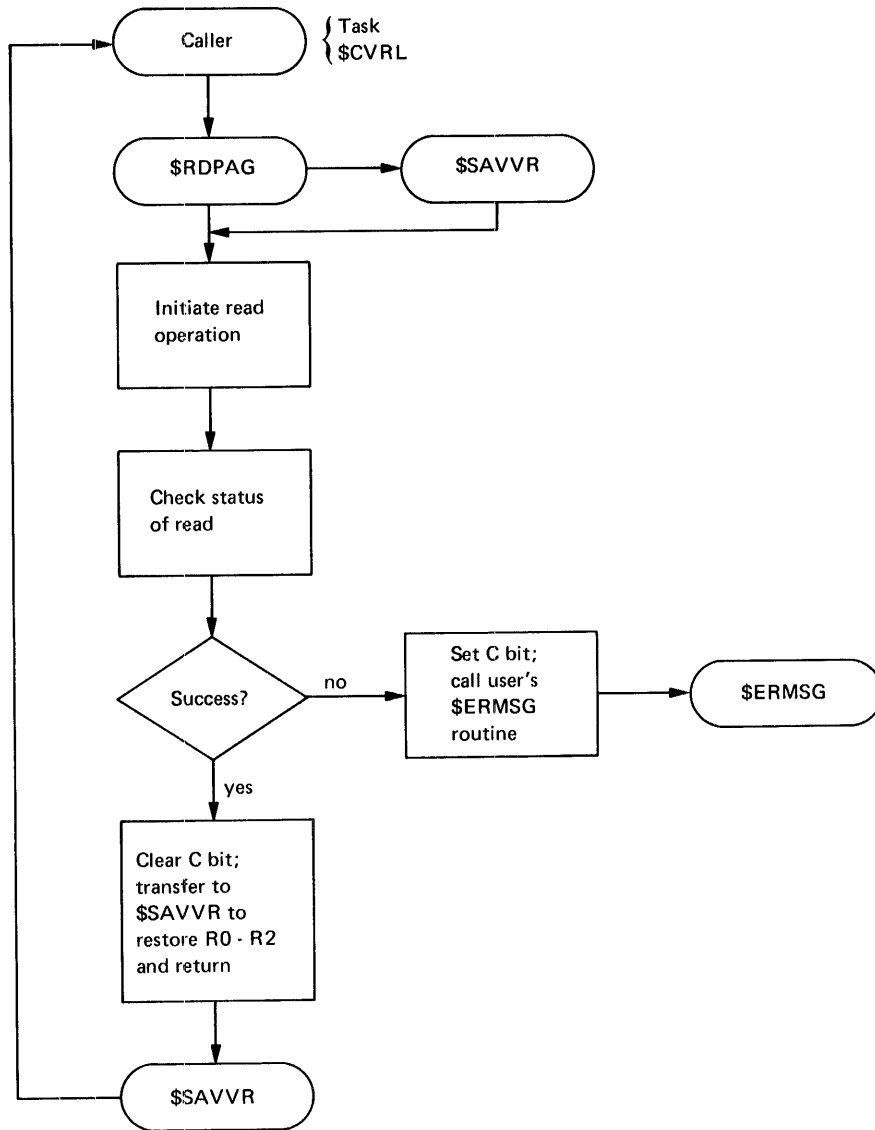 Caller
Task
$CVRL
$RDPAG
$SAVVR
Initiate read
operation
Check status
of read
Success?
no
Set C bit;
call user's
$ERMSG
routine
$ERMSG
yes
Clear C bit;
transfer to
$SAVVR to
restore R0 - R2
and return
$SAVVR